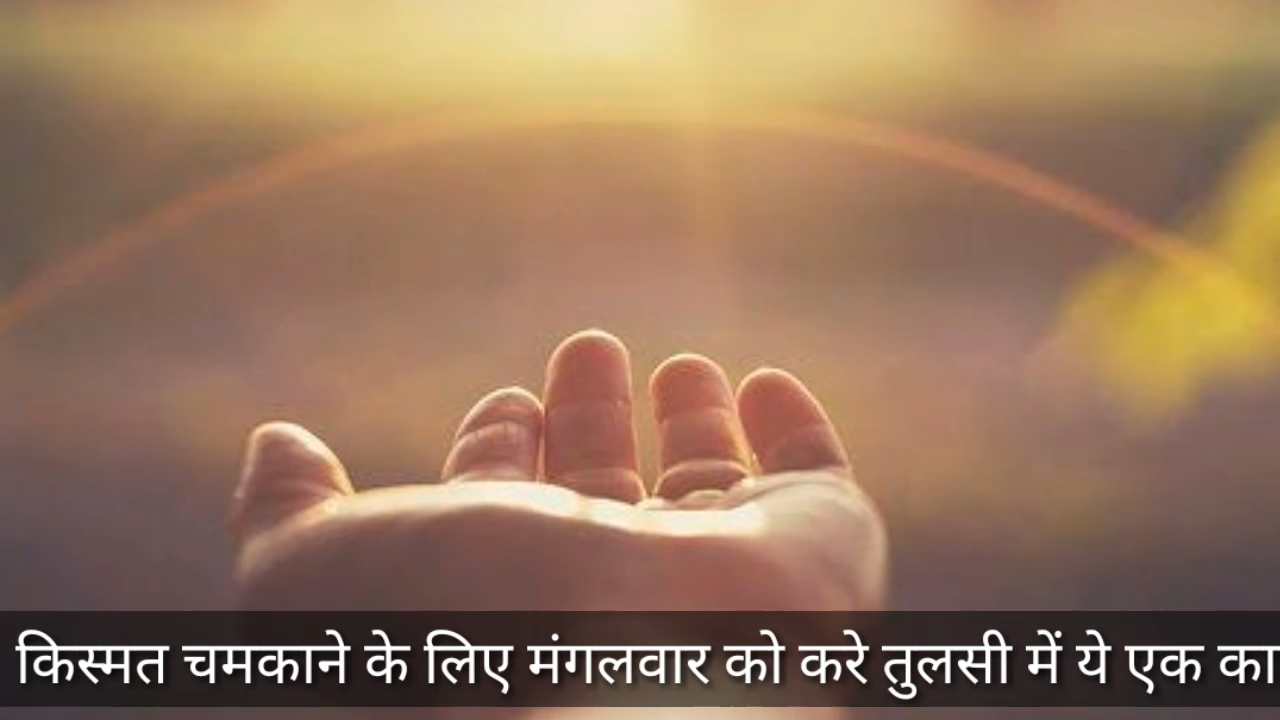 किस्मत चमकाने के लिए मंगलवार को करे तुलसी में ये एक का